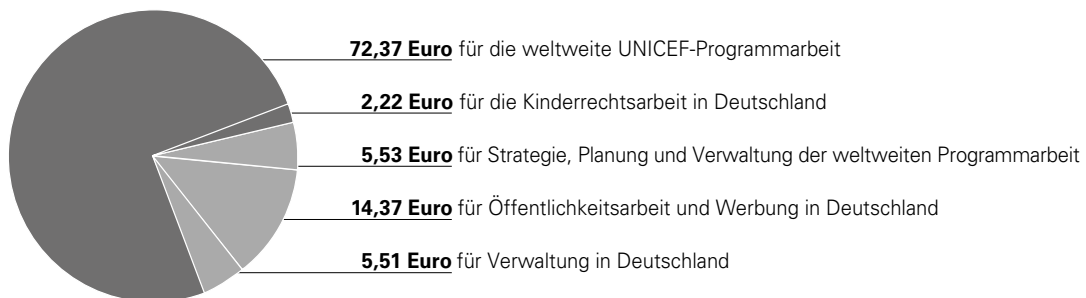 72,37 Euro für die weltweite UNICEF-Programmarbeit
2,22 Euro für die Kinderrechtsarbeit in Deutschland
5,53 Euro für Strategie, Planung und Verwaltung der weltweiten Programmarbeit
14,37 Euro für Öffentlichkeitsarbeit und Werbung in Deutschland
5,51 Euro für Verwaltung in Deutschland